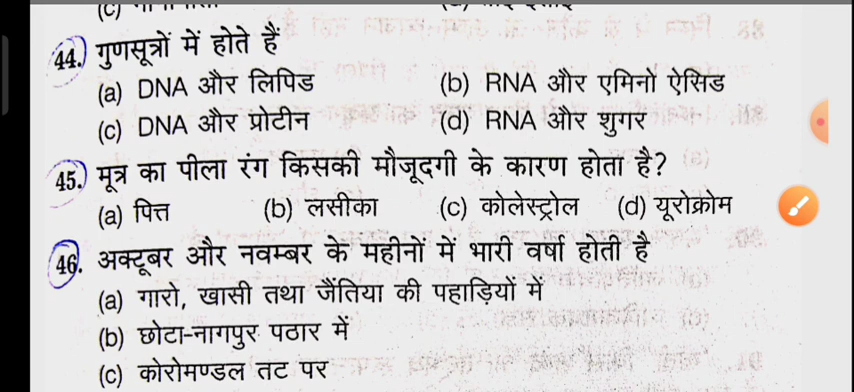 (c)
44. गुणसूत्रों में होते हैं
(a) DNA और लिपिड (b) RNA और एमिनो ऐसिड
(c) DNA और प्रोटीन (d) RNA और शुगर
45. मूत्र का पीला रंग किसकी मौजूदगी के कारण होता है?
(a) पित्त (b) लसीका (c) कोलेस्ट्रोल (d) यूरोक्रोम
46. अक्टूबर और नवम्बर के महीनों में भारी वर्षा होती है
(a) गारो, खासी तथा जैंतिया की पहाड़ियों में
(b) छोटा-नागपुर पठार में
(c) कोरोमण्डल तट पर